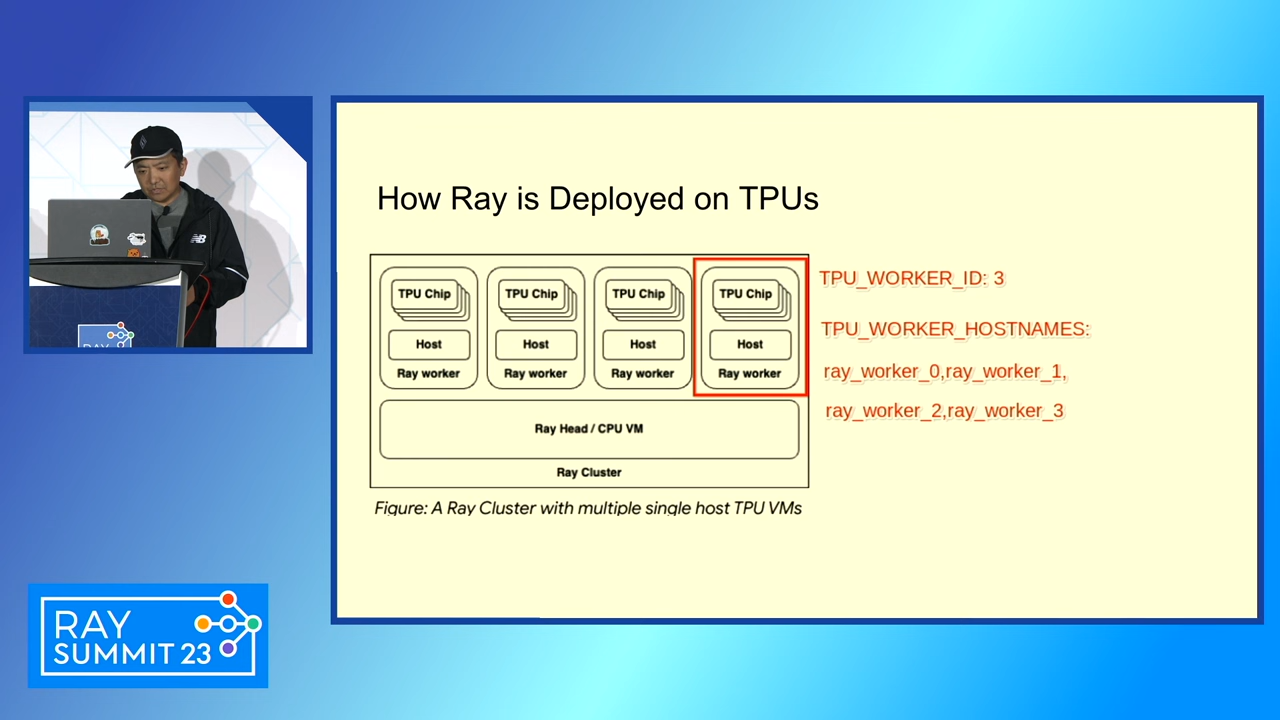 How Ray is Deployed on TPUs
TPU Chip
TPU Chip
TPU Chip
TPU Chip
Host
Host
Host
Host
Ray worker
Ray worker
Ray worker
Ray worker
Ray Head / CPU VM
Ray Cluster
Figure: A Ray Cluster with multiple single host TPU VMs
TPU_WORKER_ID: 3
TPU_WORKER_HOSTNAMES:
ray_worker_0,ray_worker_1,
ray_worker_2,ray_worker_3
NB
RAY
RAY
SUMMIT 23